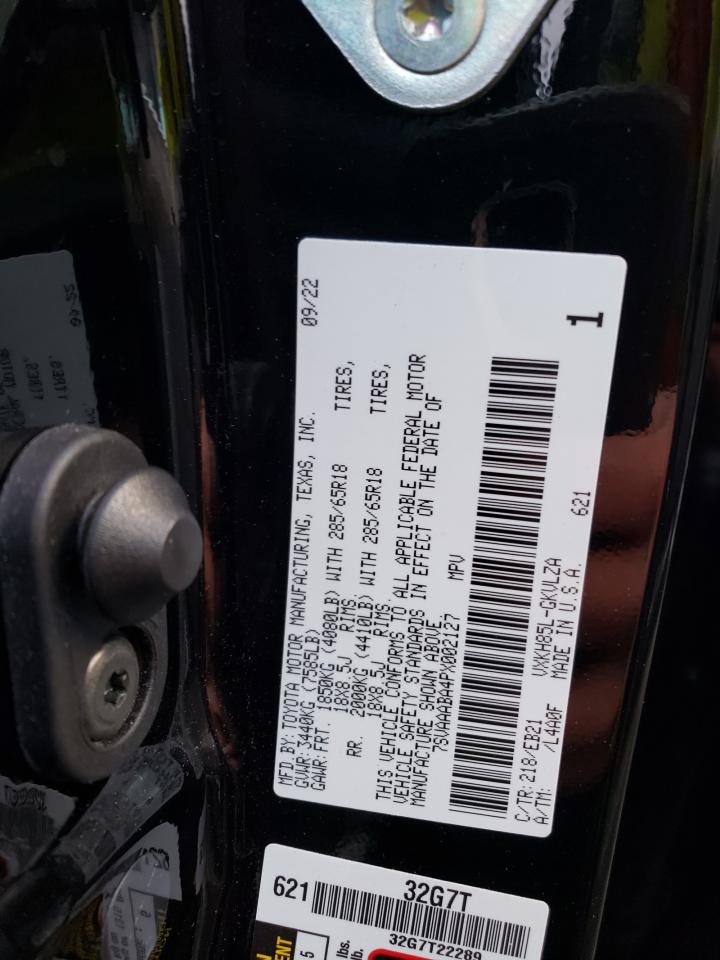 MFD.BY:TOYOTA MOTOR MANUFACTURING, TEXAS, INC. 09/22
GVWR:3440KG (7585LB)
GAWR:FRT. 1850KG (4080LB) WITH 285/65R18 TIRES,
18X8.5J RIMS,
RR. 2000KG (4410LB) WITH 285/65R18 TIRES,
18X8.5J RIMS.
THIS VEHICLE CONFORMS TO ALL APPLICABLE FEDERAL MOTOR
VEHICLE SAFETY STANDARDS IN EFFECT ON THE DATE OF
MANUFACTURE SHOWN ABOVE.
7SVAAABA4PX002127 MPV
1
C/TR:218/EB21 VXKH85L-GKVLZA
A/TM: /L4A0F MADE IN U.S.A. 621
621 32G7T
32G7T22289
lbs.
5